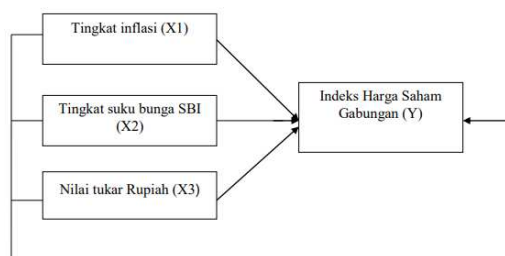 Tingkat inflasi (X1)
Tingkat suku bunga SBI
(X2)
Nilai tukar Rupiah (X3)
Indeks Harga Saham
Gabungan (Y)